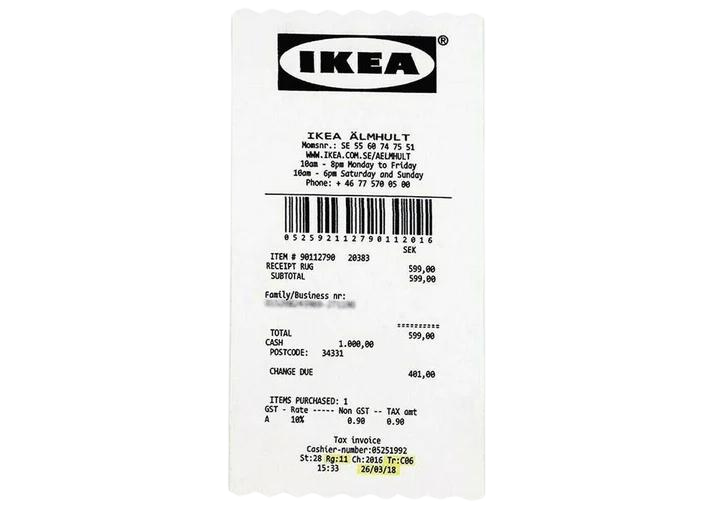 IKEA®
IKEA ÄLMHULT
Momsnr.: SE 55 60 74 75 51
WWW.IKEA.COM.SE/AELMHULT
10am - 8pm Monday to Friday
10am - 6pm Saturday and Sunday
Phone: + 46 77 570 05 00
05259211279011 2016
SEK
ITEM # 90112790 20383
RECEIPT RUG 599,00
SUBTOTAL 599,00
Family/Business nr:
==========
TOTAL 599,00
CASH 1.000,00
POSTCODE: 34331
CHANGE DUE 401,00
ITEMS PURCHASED: 1
GST - Rate ----- Non GST -- TAX amt
A 10% 0.90 0.90
Tax invoice
Cashier-number:05251992
St:28 Rg:11 Ch:2016 Tr:C06
15:33 26/03/18